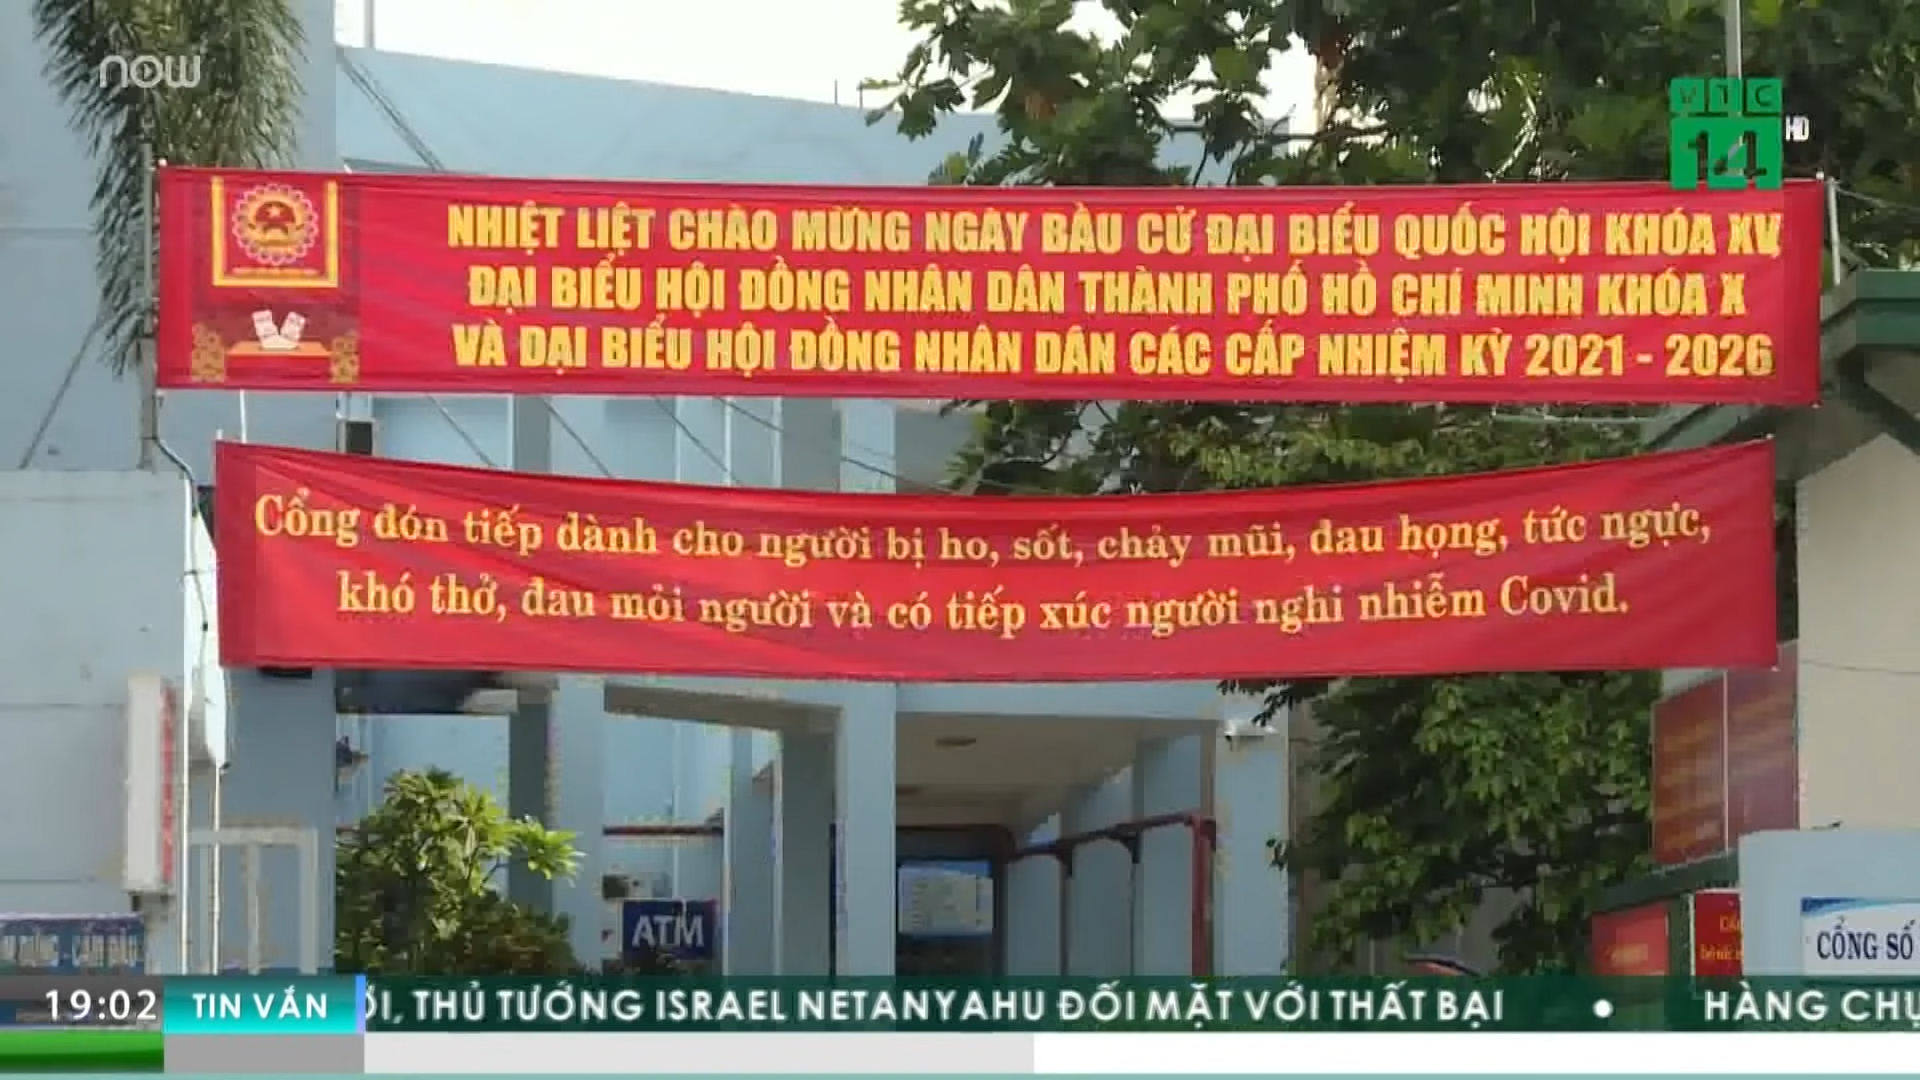 now
VTC
14
HD
NHIỆT LIỆT CHÀO MỪNG NGÀY BẦU CỬ ĐẠI BIỂU QUỐC HỘI KHÓA XV,
ĐẠI BIỂU HỘI ĐỒNG NHÂN DÂN THÀNH PHỐ HỒ CHÍ MINH KHÓA X
VÀ ĐẠI BIỂU HỘI ĐỒNG NHÂN DÂN CÁC CẤP NHIỆM KỲ 2021 - 2026
Cổng đón tiếp dành cho người bị ho, sốt, chảy mũi, đau họng, tức ngực,
khó thở, đau mỏi người và có tiếp xúc người nghi nhiễm Covid.
ATM
CỔNG SỐ
19:02 TIN VẮN ỚI, THỦ TƯỚNG ISRAEL NETANYAHU ĐỐI MẶT VỚI THẤT BẠI • HÀNG CHỤ